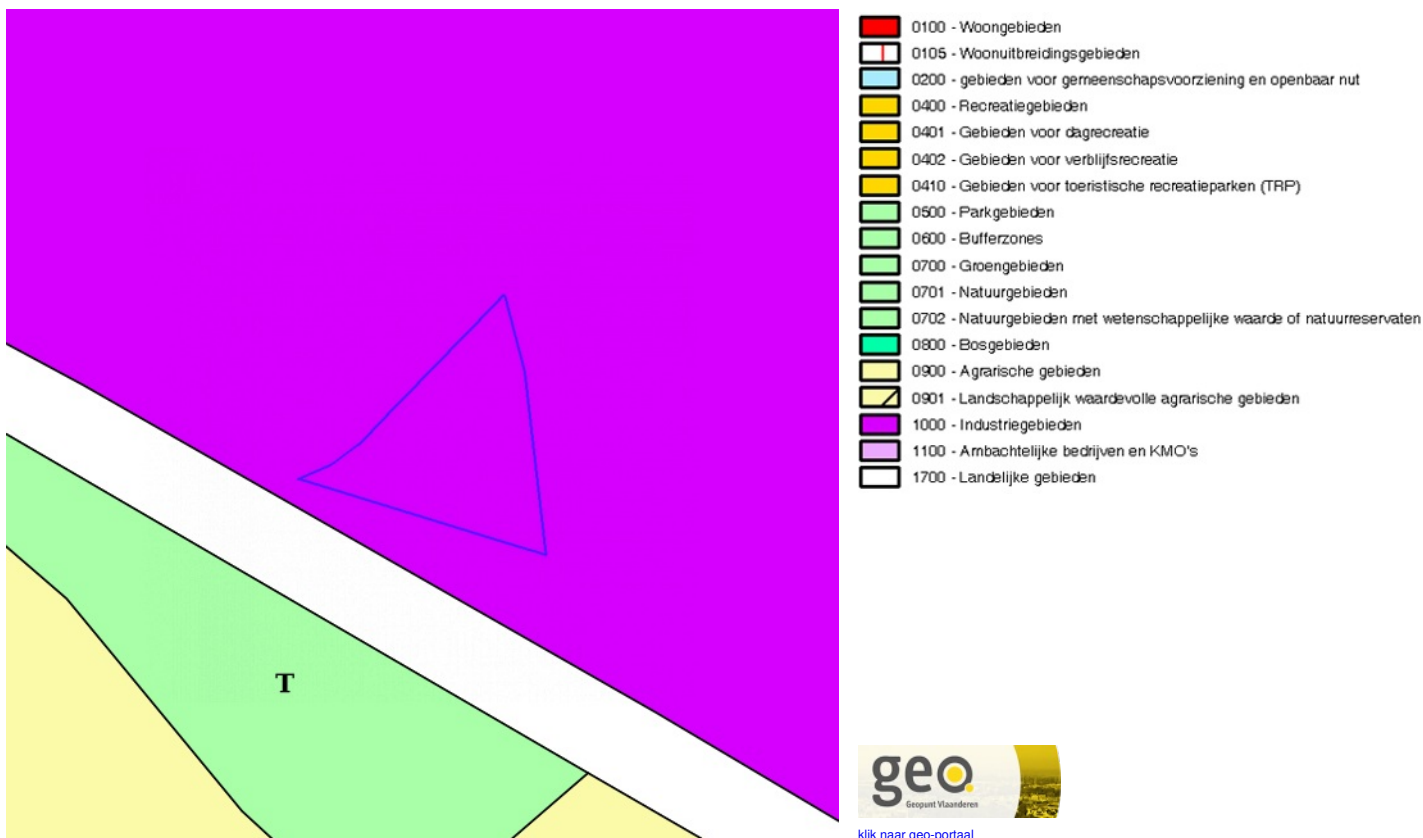 0100 - Woongebieden
0105 - Woonuitbreidingsgebieden
0200 - gebieden voor gemeenschapsvoorziening en openbaar nut
0400 - Recreatiegebieden
0401 - Gebieden voor dagrecreatie
0402 - Gebieden voor verblijfsrecreatie
0410 - Gebieden voor toeristische recreatieparken (TRP)
0500 - Parkgebieden
0600 - Bufferzones
0700 - Groengebieden
0701 - Natuurgebieden
0702 - Natuurgebieden met wetenschappelijke waarde of natuurreservaten
0800 - Bosgebieden
0900 - Agrarische gebieden
0901 - Landschappelijk waardevolle agrarische gebieden
1000 - Industriegebieden
1100 - Ambachtelijke bedrijven en KMO's
1700 - Landelijke gebieden
T
geo
Geopunt Vlaanderen
klik naar geo-portaal